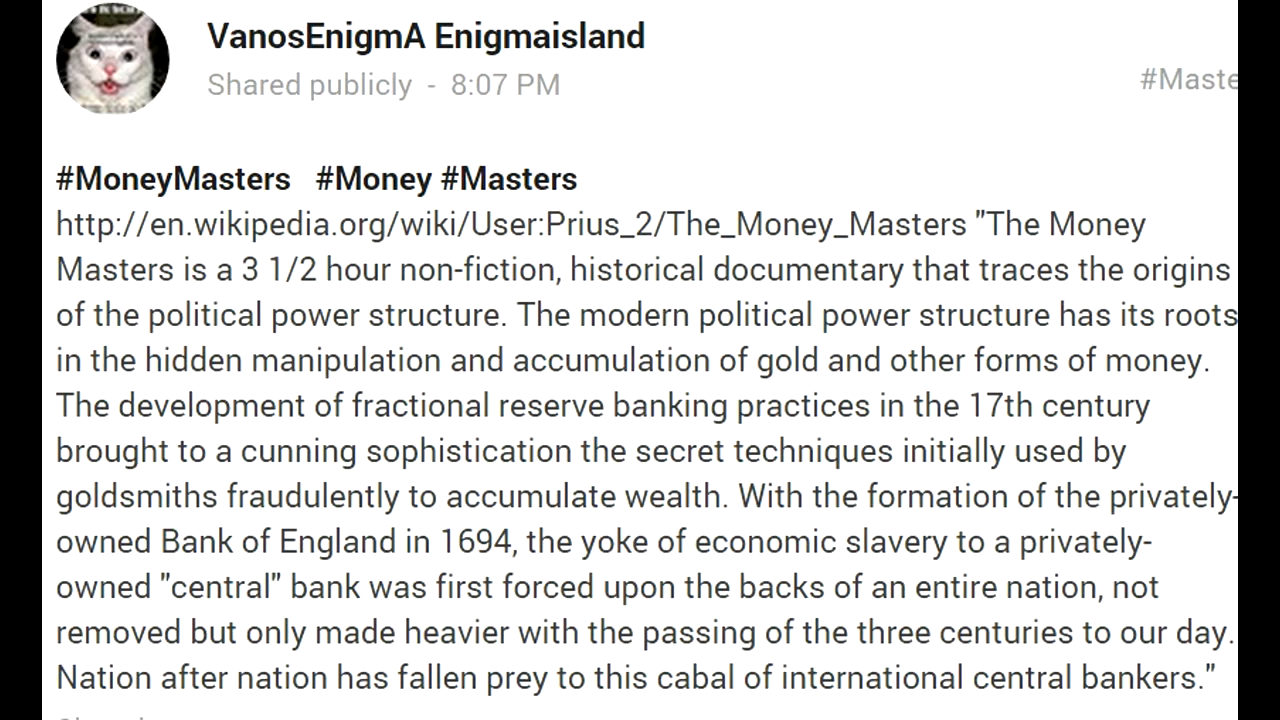 VanosEnigmA Enigmaisland
Shared publicly - 8:07 PM
#Maste
#MoneyMasters #Money #Masters
http://en.wikipedia.org/wiki/User:Prius_2/The_Money_Masters "The Money
Masters is a 3 1/2 hour non-fiction, historical documentary that traces the origins
of the political power structure. The modern political power structure has its roots
in the hidden manipulation and accumulation of gold and other forms of money.
The development of fractional reserve banking practices in the 17th century
brought to a cunning sophistication the secret techniques initially used by
goldsmiths fraudulently to accumulate wealth. With the formation of the privately-
owned Bank of England in 1694, the yoke of economic slavery to a privately-
owned "central" bank was first forced upon the backs of an entire nation, not
removed but only made heavier with the passing of the three centuries to our day.
Nation after nation has fallen prey to this cabal of international central bankers."